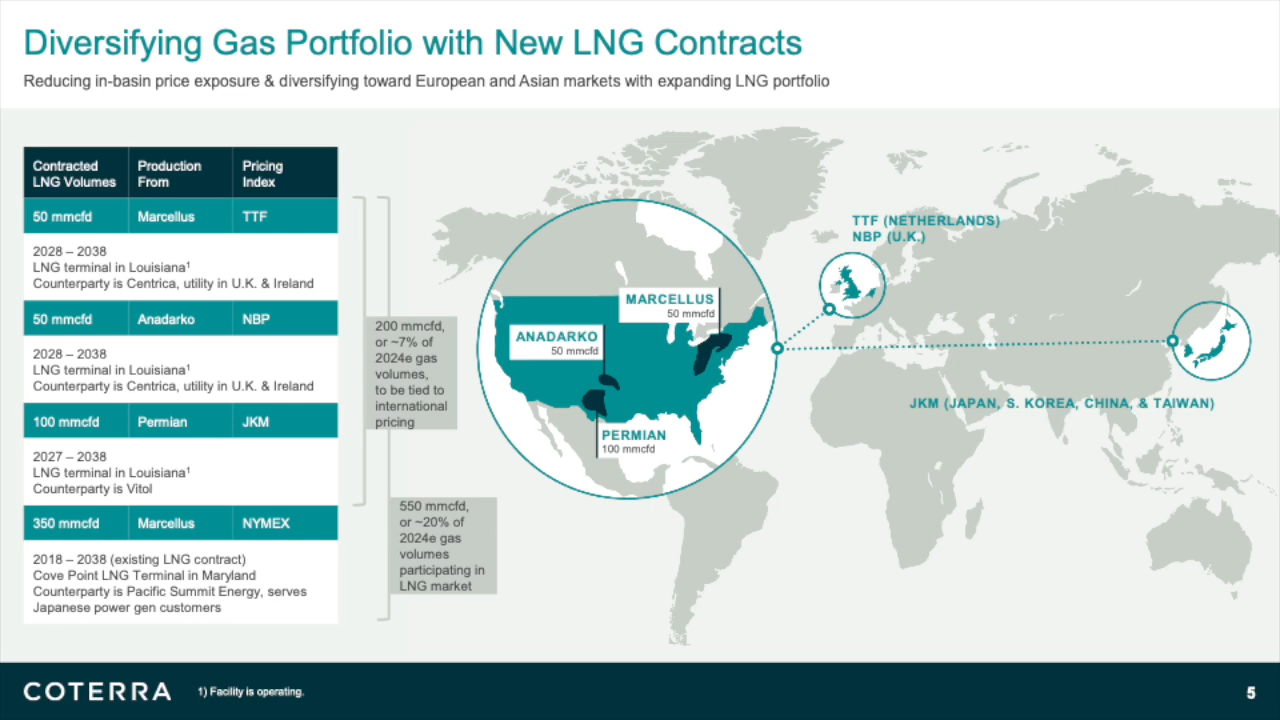 Diversifying Gas Portfolio with New LNG Contracts
Reducing in-basin price exposure & diversifying toward European and Asian markets with expanding LNG portfolio
Contracted LNG Volumes
Production From
Pricing Index
50 mmcfd Marcellus TTF
2028 – 2038
LNG terminal in Louisiana¹
Counterparty is Centrica, utility in U.K. & Ireland
50 mmcfd Anadarko NBP
2028 – 2038
LNG terminal in Louisiana¹
Counterparty is Centrica, utility in U.K. & Ireland
100 mmcfd Permian JKM
2027 – 2038
LNG terminal in Louisiana¹
Counterparty is Vitol
350 mmcfd Marcellus NYMEX
2018 – 2038 (existing LNG contract)
Cove Point LNG Terminal in Maryland
Counterparty is Pacific Summit Energy, serves
Japanese power gen customers
200 mmcfd,
or ~7% of
2024e gas
volumes,
to be tied to
international
pricing
550 mmcfd,
or ~20% of
2024e gas
volumes
participating in
LNG market
MARCELLUS
50 mmcfd
ANADARKO
50 mmcfd
PERMIAN
100 mmcfd
TTF (NETHERLANDS)
NBP (U.K.)
JKM (JAPAN, S. KOREA, CHINA, & TAIWAN)
COTERRA
1) Facility is operating.
5